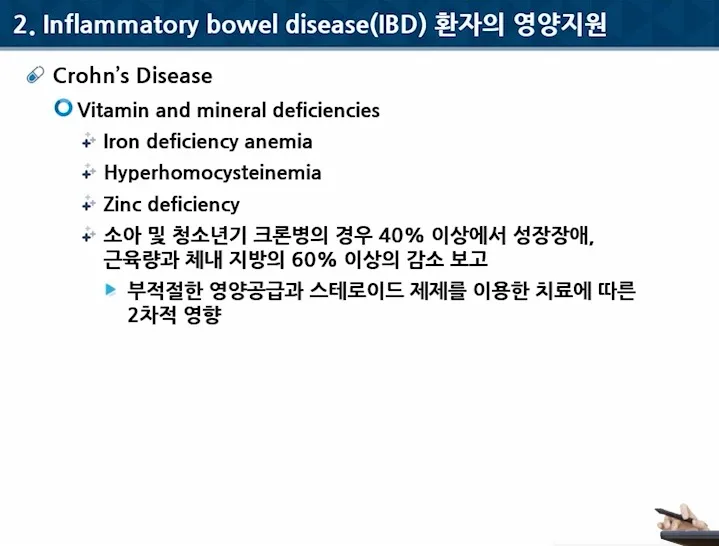 2. Inflammatory bowel disease(IBD) 환자의 영양지원
Crohn's Disease
Vitamin and mineral deficiencies
Iron deficiency anemia
Hyperhomocysteinemia
Zinc deficiency
소아 및 청소년기 크론병의 경우 40% 이상에서 성장장애,
근육량과 체내 지방의 60% 이상의 감소 보고
부적절한 영양공급과 스테로이드 제제를 이용한 치료에 따른
2차적 영향